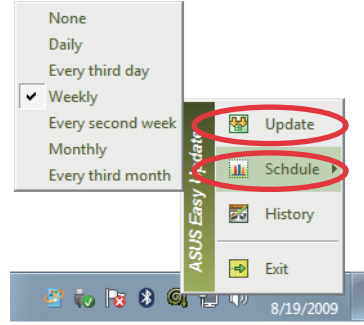 None
Daily
Every third day
Weekly
Every second week
Monthly
Every third month
ASUS Easy Update
Update
Schdule
History
Exit
8/19/2009